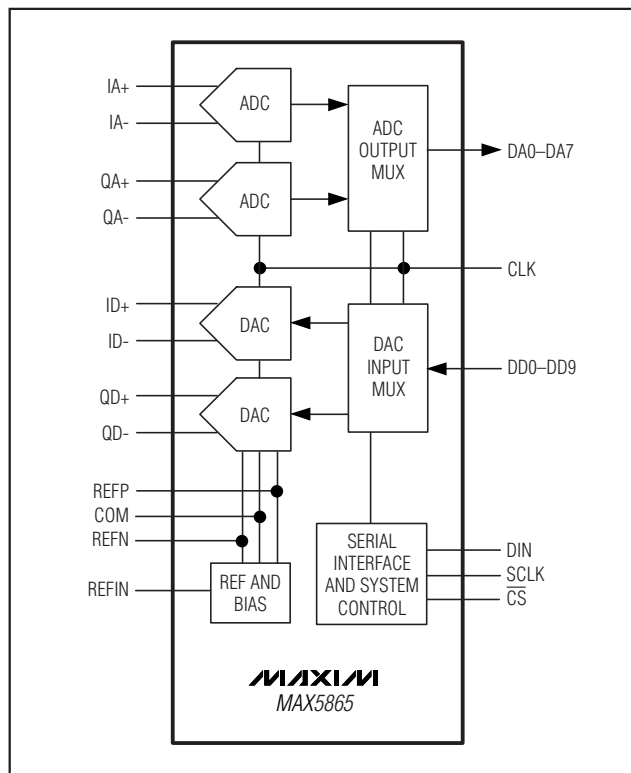 IA+
IA-
ADC
QA+
QA-
ADC
ADC
OUTPUT
MUX
DA0–DA7
CLK
ID+
ID-
DAC
QD+
QD-
DAC
DAC
INPUT
MUX
DD0–DD9
REFP
COM
REFN
REFIN
REF AND
BIAS
SERIAL
INTERFACE
AND SYSTEM
CONTROL
DIN
SCLK
CS
MAXIM
MAX5865